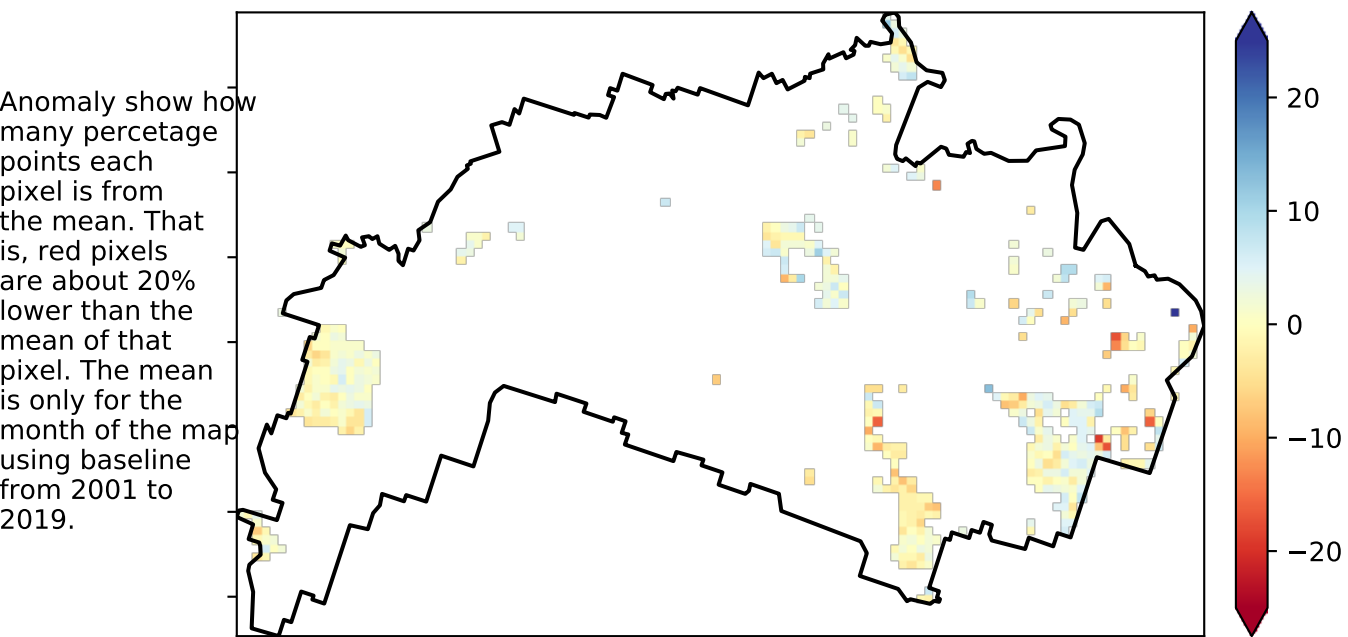 Anomaly show how
many percetage
points each
pixel is from
the mean. That
is, red pixels
are about 20%
lower than the
mean of that
pixel. The mean
is only for the
month of the map
using baseline
from 2001 to
2019.
20
10
0
−10
−20